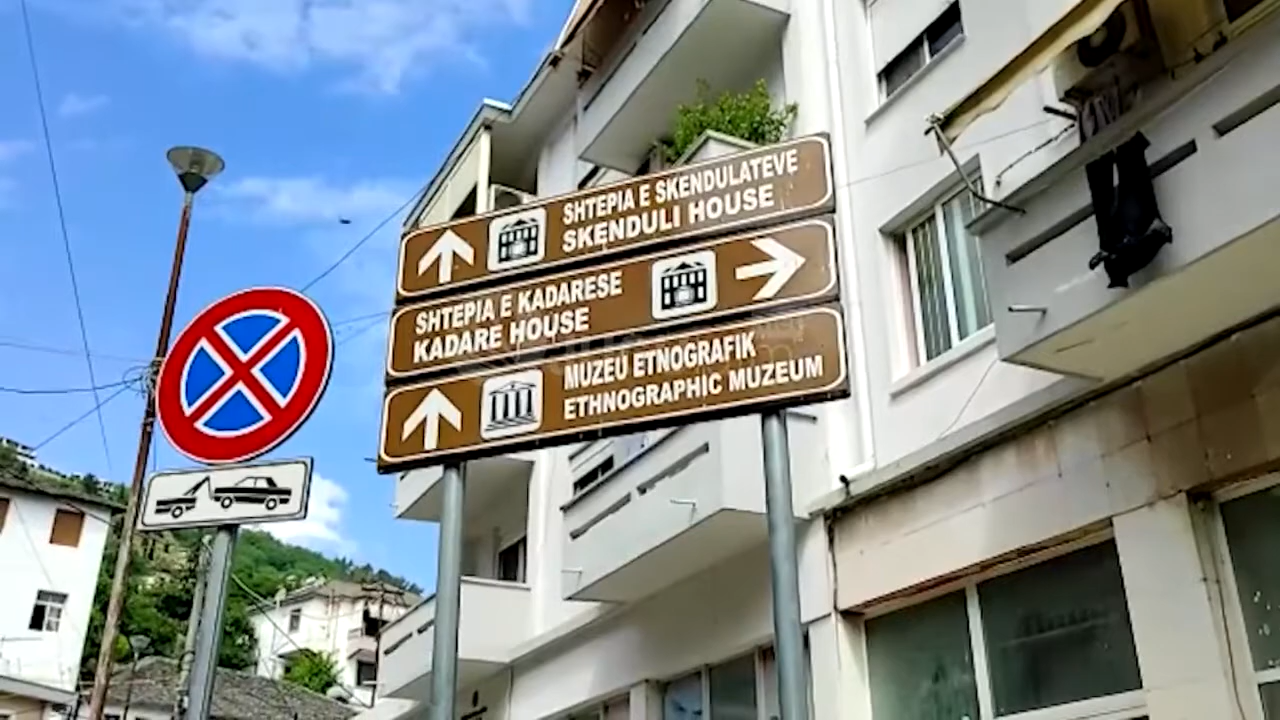 SHTEPIA E SKENDULATEVE
SKENDULI HOUSE
SHTEPIA E KADARESE
KADARE HOUSE
MUZEU ETNOGRAFIK
ETHNOGRAPHIC MUZEUM